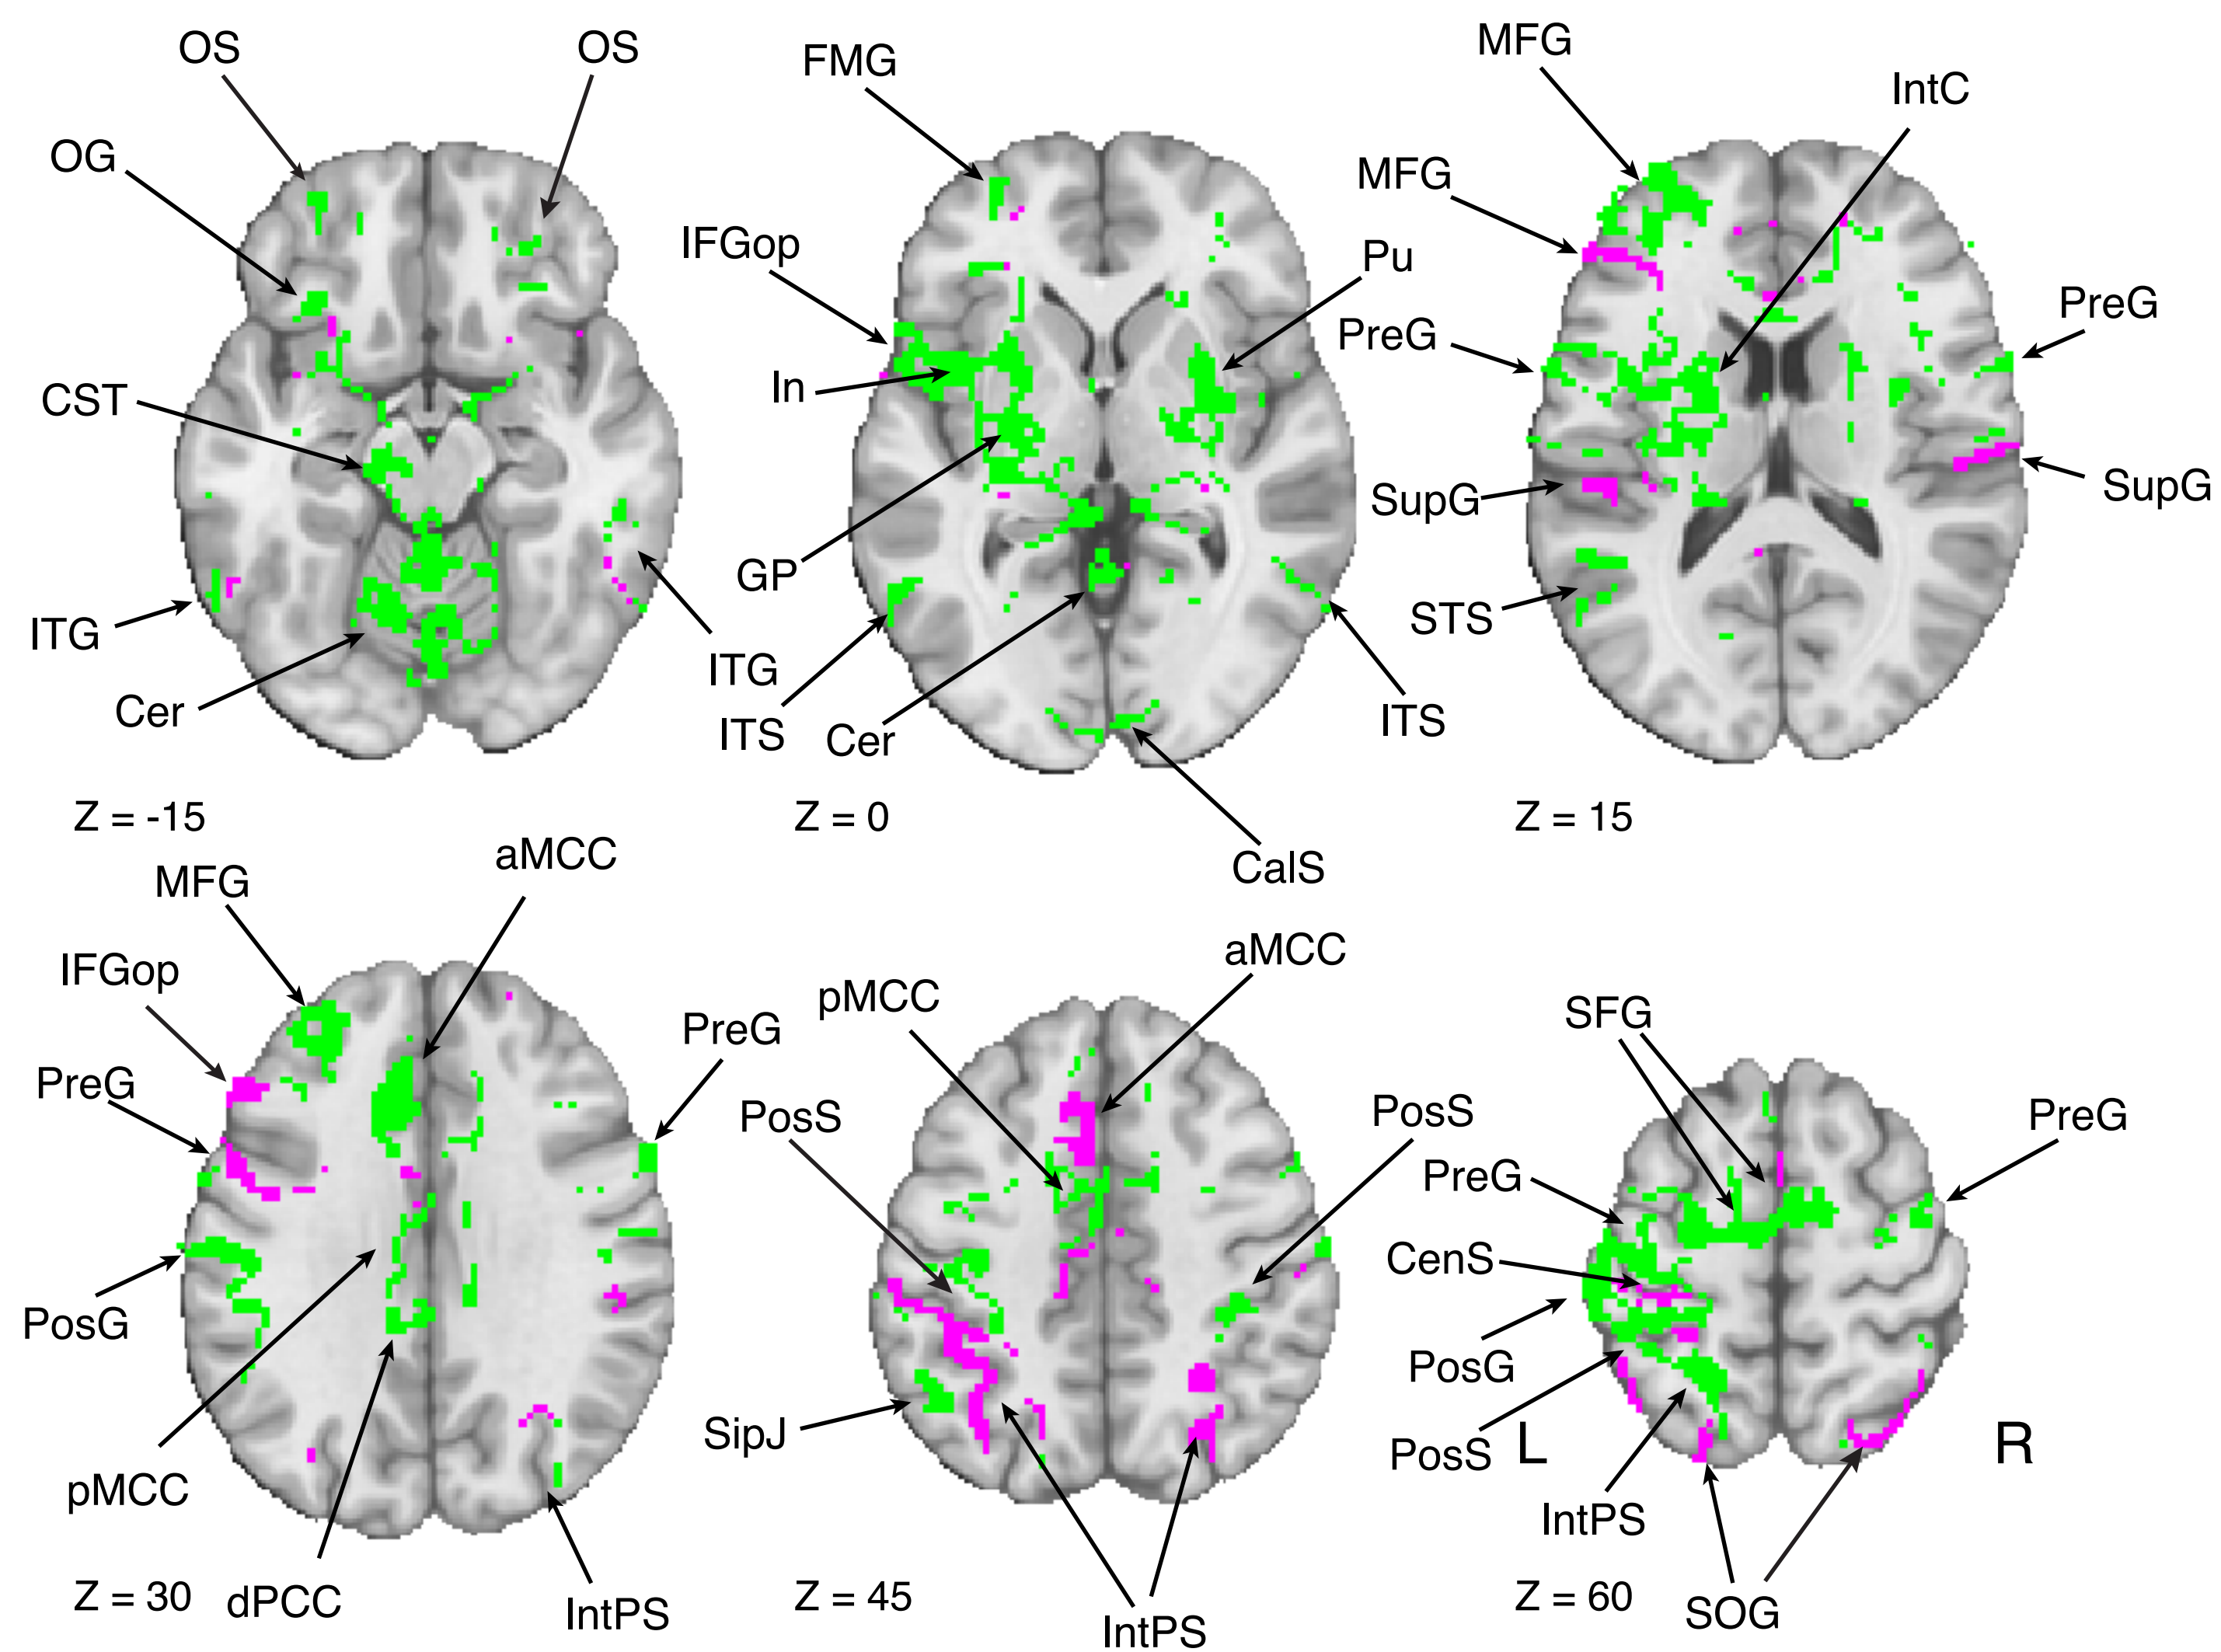 OS
OS
OG
CST
ITG
Cer
ITG
Z = -15
FMG
IFGop
Pu
In
GP
ITS
Cer
ITS
CalS
Z = 0
MFG
IntC
MFG
PreG
PreG
SupG
SupG
STS
Z = 15
MFG
aMCC
IFGop
PreG
PreG
PosG
pMCC
dPCC
IntPS
Z = 30
aMCC
pMCC
PosS
PosS
SipJ
IntPS
Z = 45
SFG
PreG
PreG
CenS
PosG
PosS
L
R
IntPS
SOG
Z = 60